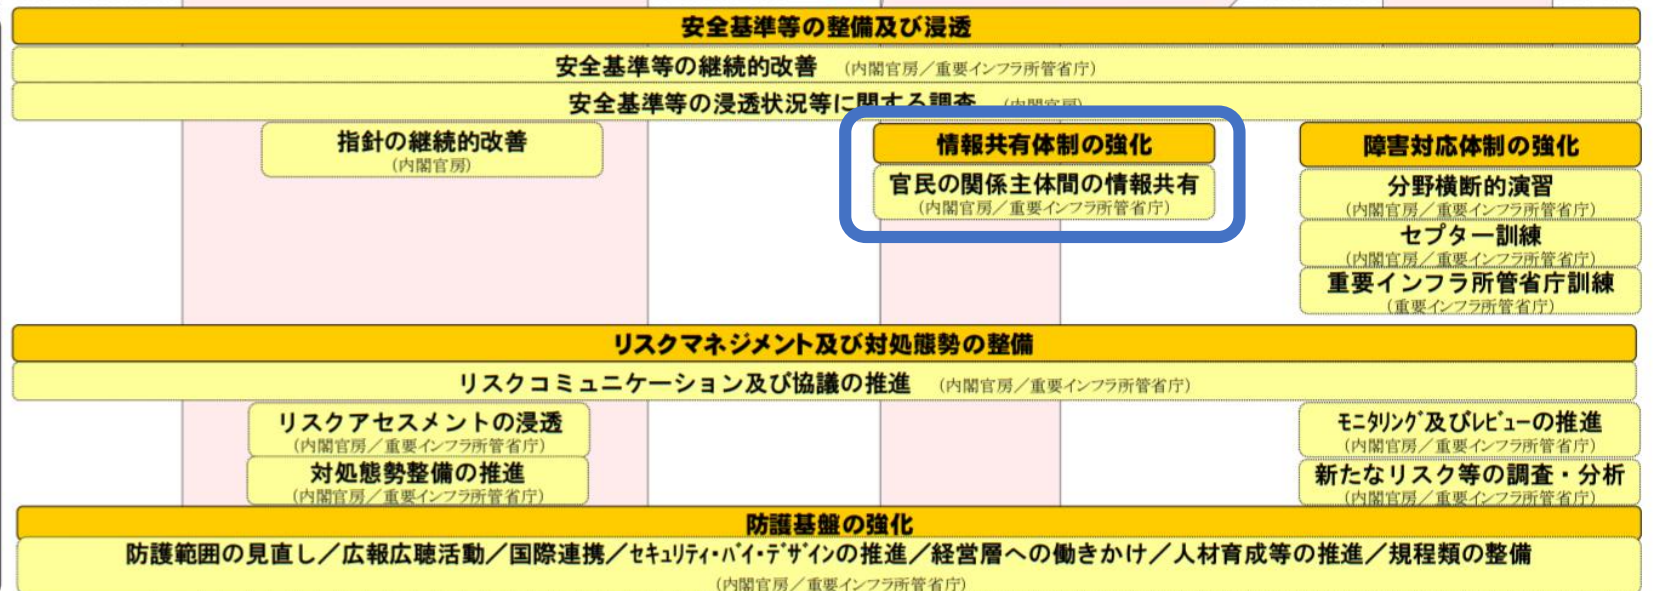 安全基準等の整備及び浸透
安全基準等の継続的改善 (内閣官房／重要インフラ所管省庁)
安全基準等の浸透状況等に関する調査 (内閣官房)
指針の継続的改善
(内閣官房)
情報共有体制の強化
官民の関係主体間の情報共有
(内閣官房／重要インフラ所管省庁)
障害対応体制の強化
分野横断的演習
(内閣官房／重要インフラ所管省庁)
セプター訓練
(内閣官房／重要インフラ所管省庁)
重要インフラ所管省庁訓練
(重要インフラ所管省庁)
リスクマネジメント及び対処態勢の整備
リスクコミュニケーション及び協議の推進 (内閣官房／重要インフラ所管省庁)
リスクアセスメントの浸透
(内閣官房／重要インフラ所管省庁)
対処態勢整備の推進
(内閣官房／重要インフラ所管省庁)
ﾓﾆﾀﾘﾝｸﾞ及びﾚﾋﾞｭｰの推進
(内閣官房／重要インフラ所管省庁)
新たなリスク等の調査・分析
(内閣官房／重要インフラ所管省庁)
防護基盤の強化
防護範囲の見直し／広報広聴活動／国際連携／ｾｷｭﾘﾃｨ･ﾊﾞｲ･ﾃﾞｻﾞｲﾝの推進／経営層への働きかけ／人材育成等の推進／規程類の整備
(内閣官房／重要インフラ所管省庁)